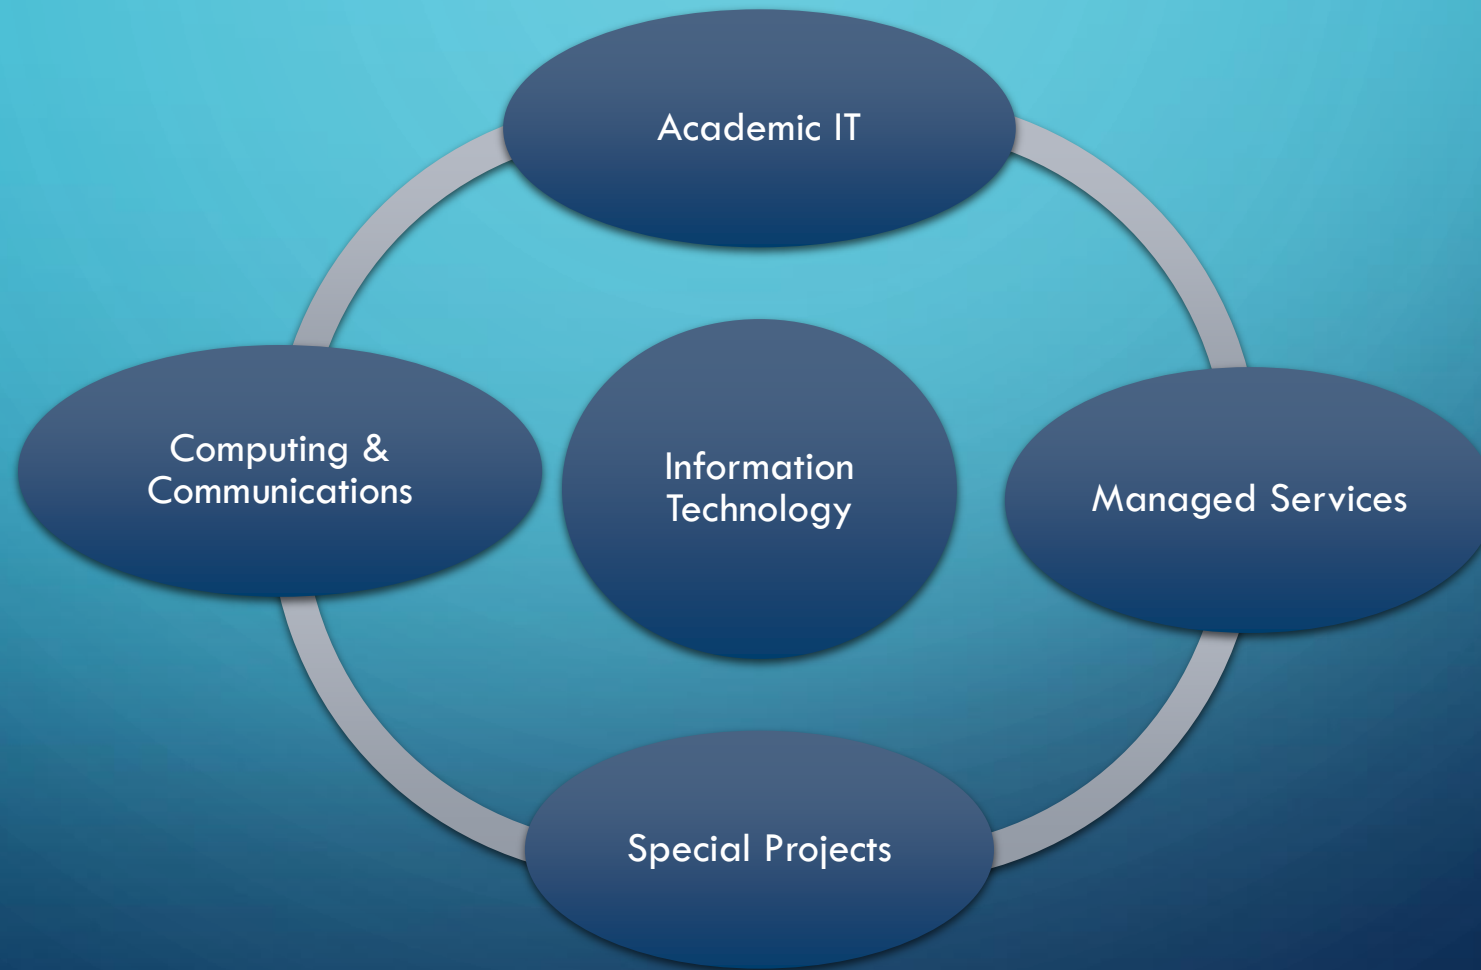 Academic IT
Computing &
Communications
Information
Technology
Managed Services
Special Projects